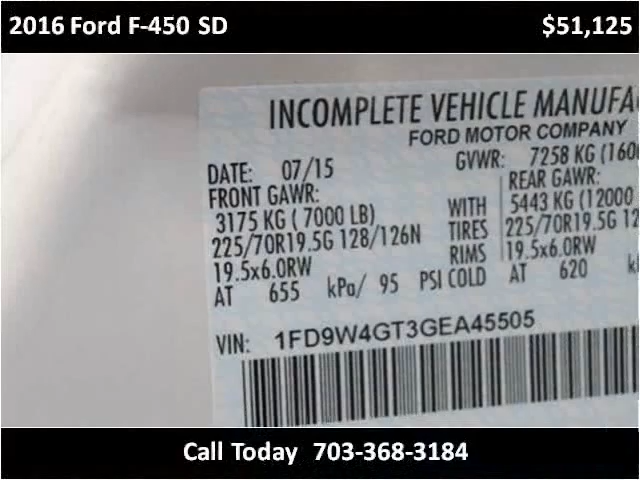 2016 Ford F-450 SD
$51,125
INCOMPLETE VEHICLE
FORD MOTOR COMPANY
DATE: 07/15
GVWR: 7258 KG
FRONT GAWR:
REAR GAWR:
3175 KG ( 7000 LB)
WITH
5443 KG (12000
225/70R19.5G 128/126N
TIRES
225/70R19.5G
19.5x6.0RW
RIMS
19.5x6.0RW
AT 655 kPa/ 95 PSI COLD
AT 620
VIN: 1FD9W4GT3GEA45505
Call Today 703-368-3184